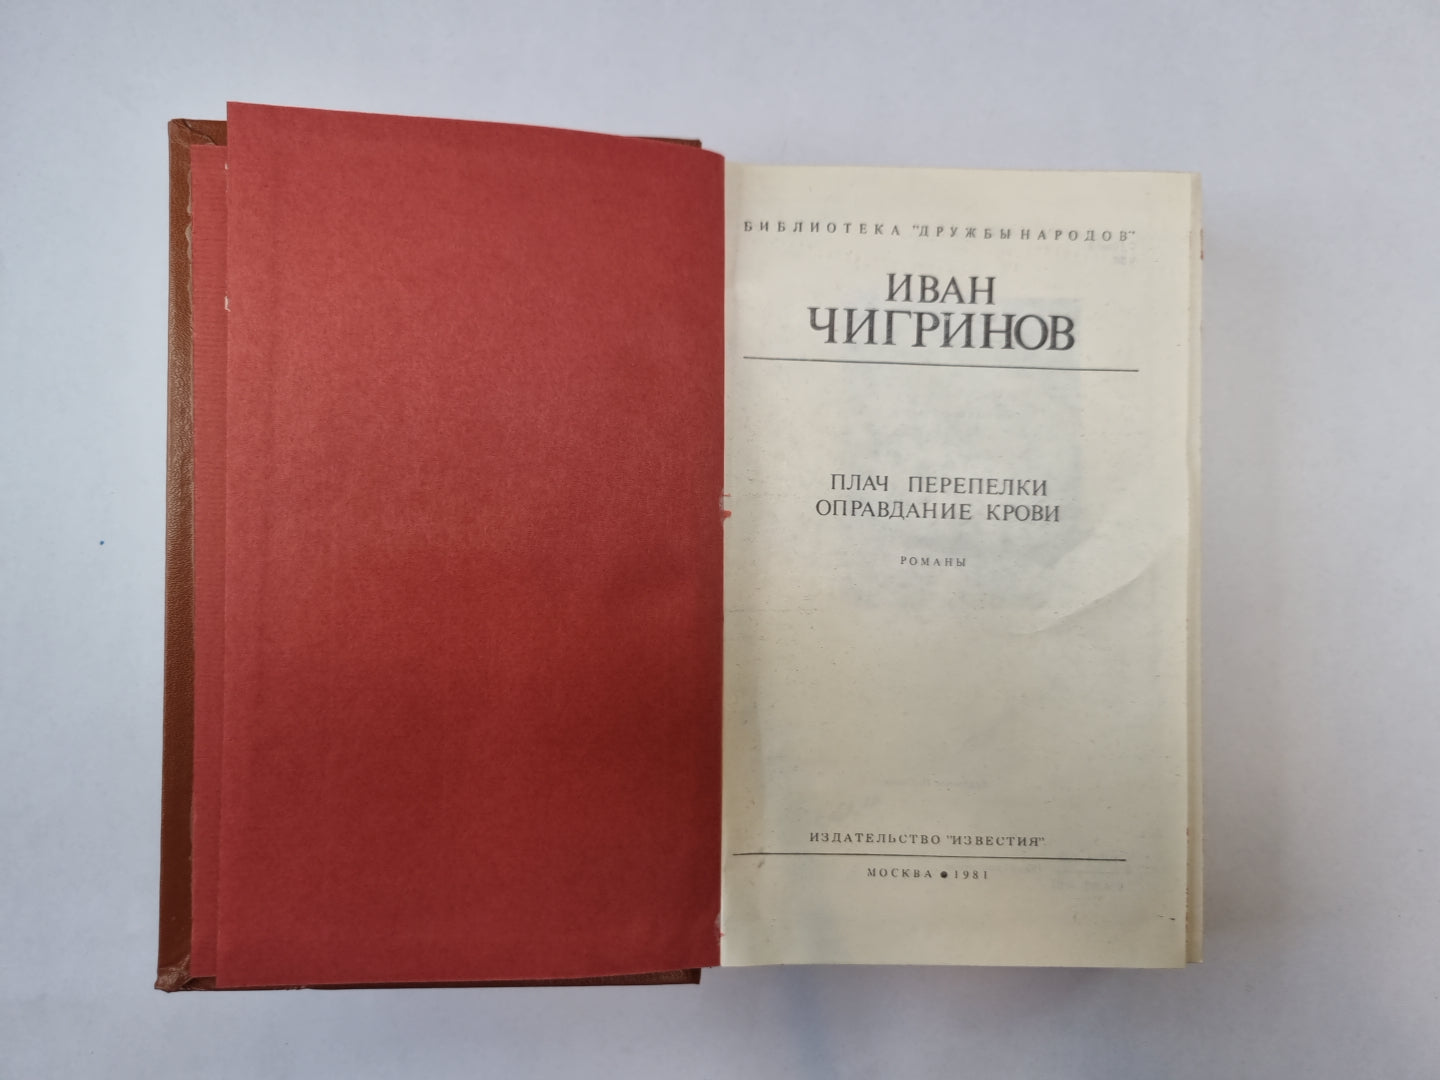 БИБЛИОТЕКА "ДРУЖБЫ НАРОДОВ"
ИВАН
ЧИГРИНОВ
ПЛАЧ ПЕРЕПЕЛКИ
ОПРАВДАНИЕ КРОВИ
РОМАНЫ
ИЗДАТЕЛЬСТВО "ИЗВЕСТИЯ"
МОСКВА ● 1981